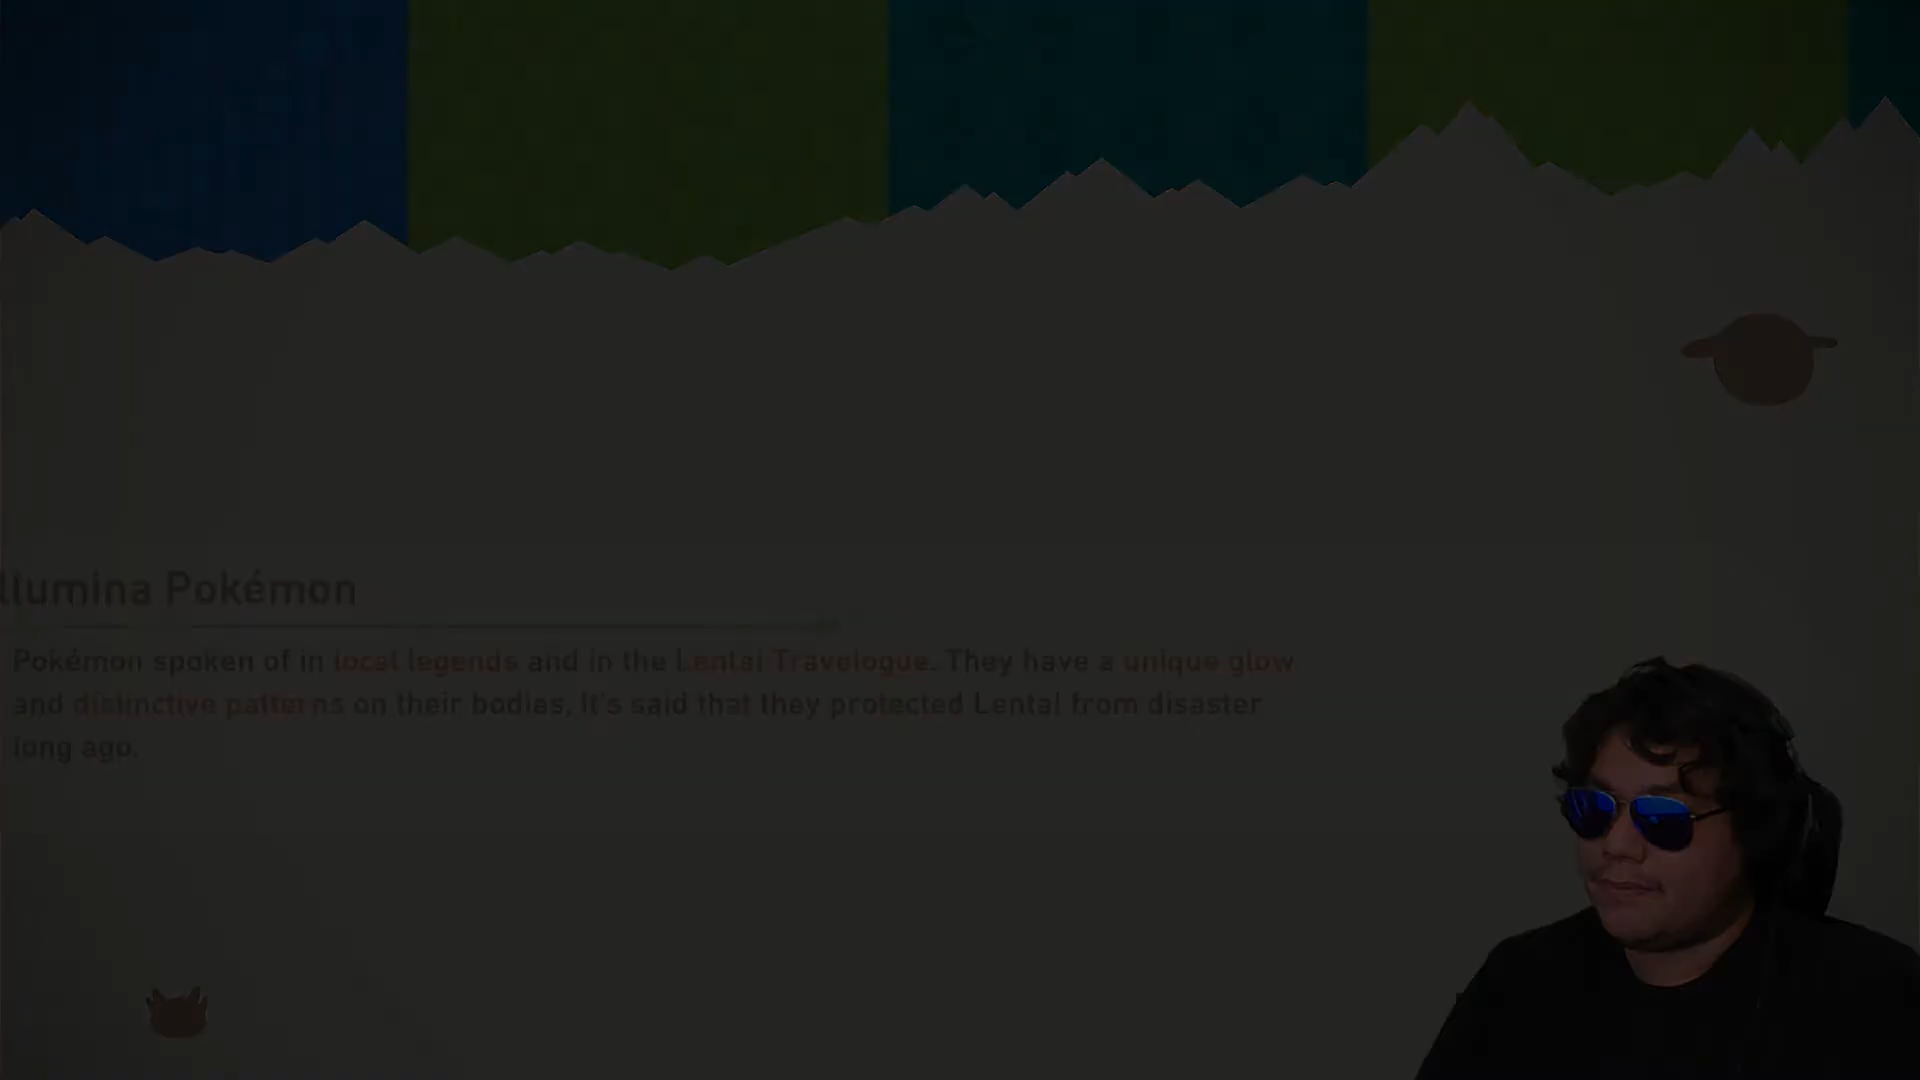 llumina Pokémon
Pokémon spoken of in local legends and in the Lental Travelogue. They have a unique glow
and distinctive patterns on their bodies. It's said that they protected Lental from disaster
long ago.